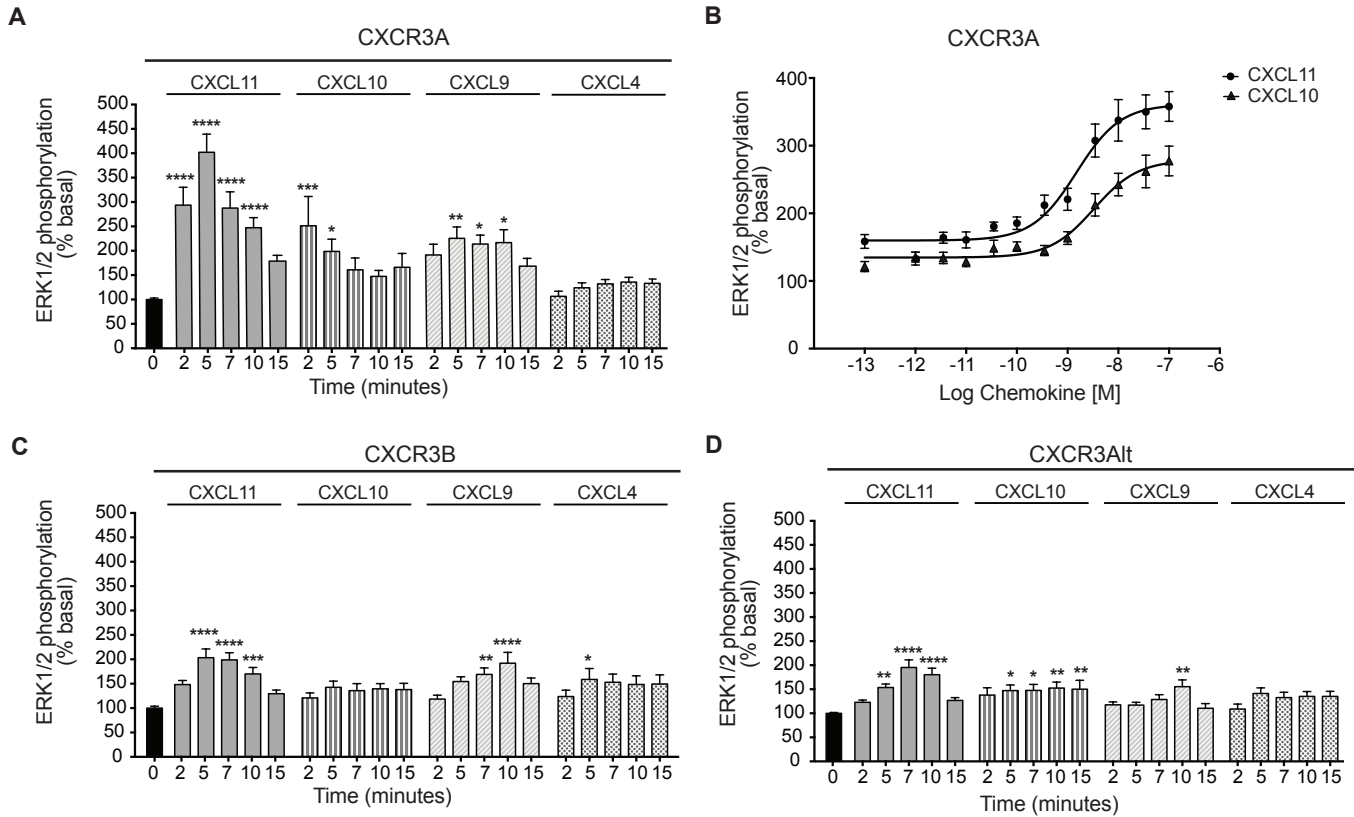 A
CXCR3A
CXCL11 CXCL10 CXCL9 CXCL4
ERK1/2 phosphorylation
(% basal)
500
450
400
350
300
250
200
150
100
50
0
**** **** **** **** *** * ** * *
0 2 5 7 10 15 2 5 7 10 15 2 5 7 10 15 2 5 7 10 15
Time (minutes)
B
CXCR3A
ERK1/2 phosphorylation
(% basal)
400
300
200
100
0
-13 -12 -11 -10 -9 -8 -7 -6
Log Chemokine [M]
CXCL11
CXCL10
C
CXCR3B
CXCL11 CXCL10 CXCL9 CXCL4
ERK1/2 phosphorylation
(% basal)
500
450
400
350
300
250
200
150
100
50
0
**** **** *** ** **** *
0 2 5 7 10 15 2 5 7 10 15 2 5 7 10 15 2 5 7 10 15
Time (minutes)
D
CXCR3Alt
CXCL11 CXCL10 CXCL9 CXCL4
ERK1/2 phosphorylation
(% basal)
500
450
400
350
300
250
200
150
100
50
0
** **** **** * * ** ** **
0 2 5 7 10 15 2 5 7 10 15 2 5 7 10 15 2 5 7 10 15
Time (minutes)